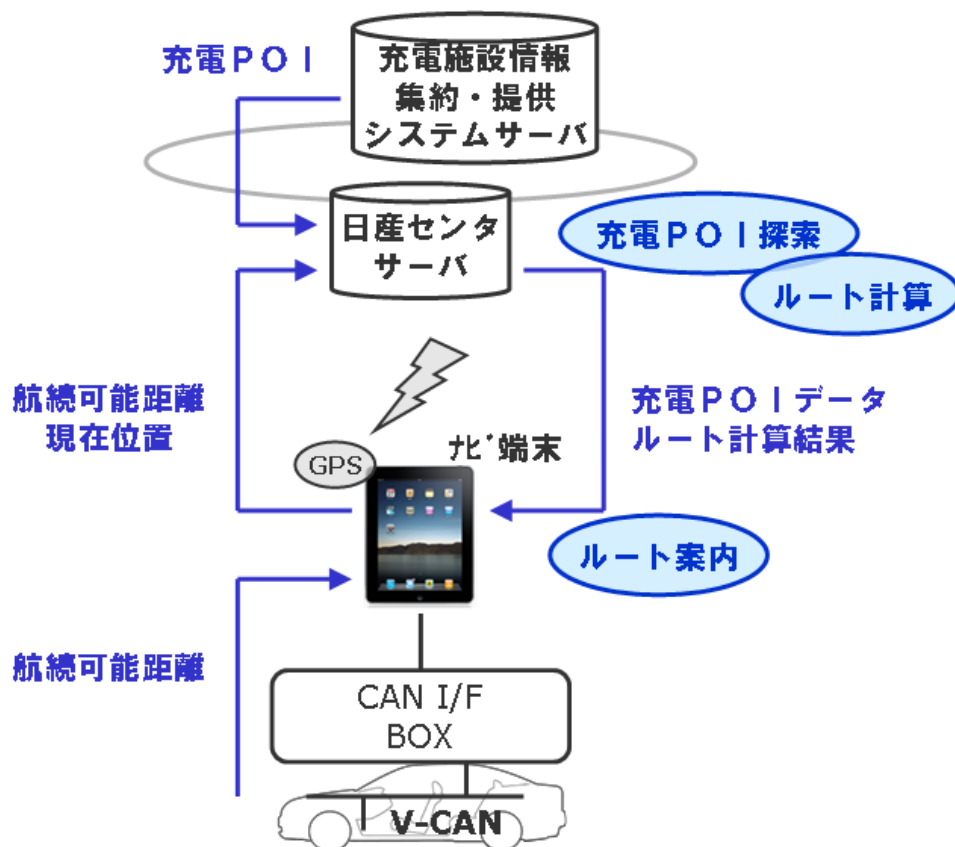 充電ＰＯＩ
充電施設情報
集約・提供
システムサーバ
日産センタ
サーバ
充電ＰＯＩ探索
ルート計算
航続可能距離
現在位置
充電ＰＯＩデータ
ルート計算結果
GPS
ﾅﾋﾞ端末
ルート案内
航続可能距離
CAN I/F
BOX
V-CAN